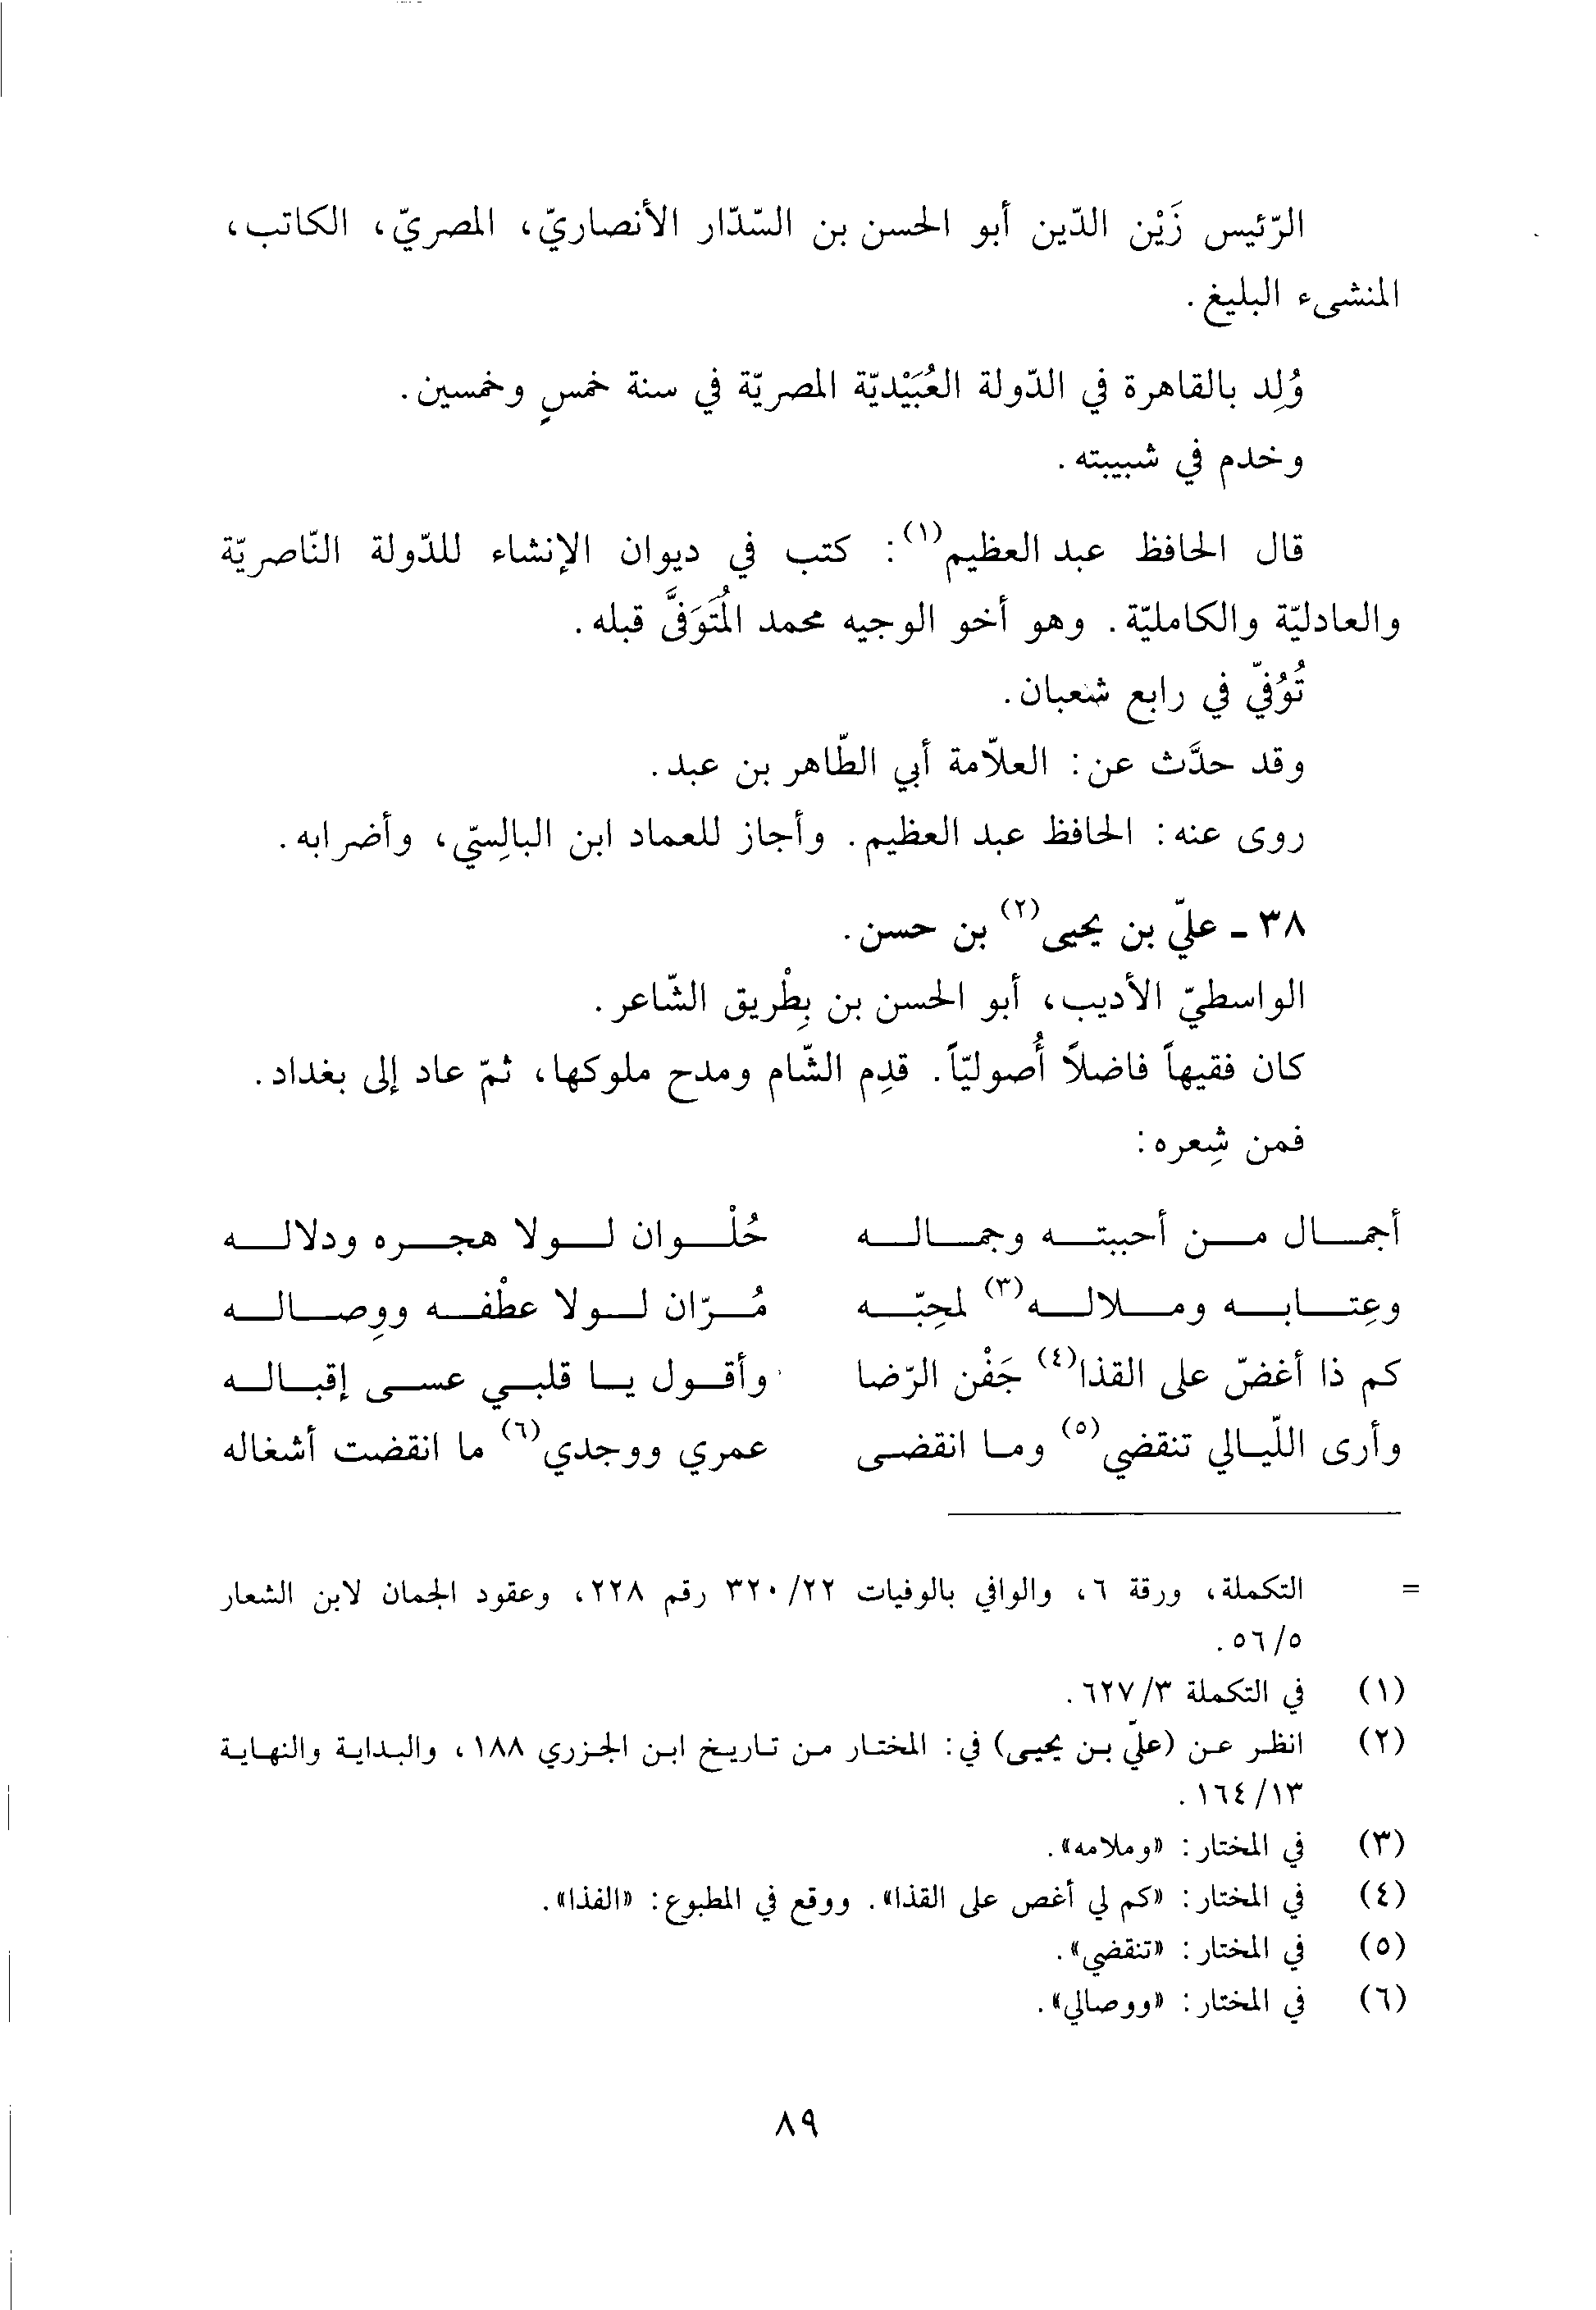 الرّئيس زَيْن الدّين أبو الحسن بن السّدّار الأنصاريّ، المصريّ، الكاتب،
المنشىء البليغ.
وُلِد بالقاهرة في الدّولة العُبَيْديّة المصريّة في سنة خمسٍ وخمسين.
وخدم في شبيبته.
قال الحافظ عبد العظيم(١): كتب في ديوان الإنشاء للدّولة النّاصريّة
والعادليّة والكامليّة. وهو أخو الوجيه محمد المُتَوَفَّى قبله.
تُوُفّي في رابع شعبان.
وقد حدَّث عن: العلاّمة أبي الطّاهر بن عبد.
روى عنه: الحافظ عبد العظيم. وأجاز للعماد ابن البالِسيّ، وأضرابه.
٣٨ ـ عليّ بن يحيى(٢) بن حسن.
الواسطيّ الأديب، أبو الحسن بن بِطْريق الشّاعر.
كان فقيهاً فاضلاً أُصوليّاً. قدِم الشّام ومدح ملوكها، ثمّ عاد إلى بغداد.
فمن شِعره:
أجمال من أحببته وجماله حُلْوان لولا هجره ودلاله
وعِتابه وملاله(٣) لمحِبّه مُرّان لولا عطْفه ووِصاله
كم ذا أغضّ على القذا(٤) جَفْن الرّضا وأقول يا قلبي عسى إقباله
وأرى اللّيالي تنقضي(٥) وما انقضى عمري ووجدي(٦) ما انقضت أشغاله
= التكملة، ورقة ٦، والوافي بالوفيات ٣٢٠/٢٢ رقم ٢٢٨، وعقود الجمان لابن الشعار
٥٦/٥.
(١) في التكملة ٦٢٧/٣.
(٢) انظر عن (عليّ بن يحيى) في: المختار من تاريخ ابن الجزري ١٨٨، والبداية والنهاية
١٦٤/١٣.
(٣) في المختار: «وملامه».
(٤) في المختار: «كم لي أغص على القذا». ووقع في المطبوع: «الفذا».
(٥) في المختار: «تنقضي».
(٦) في المختار: «ووصالي».
٨٩